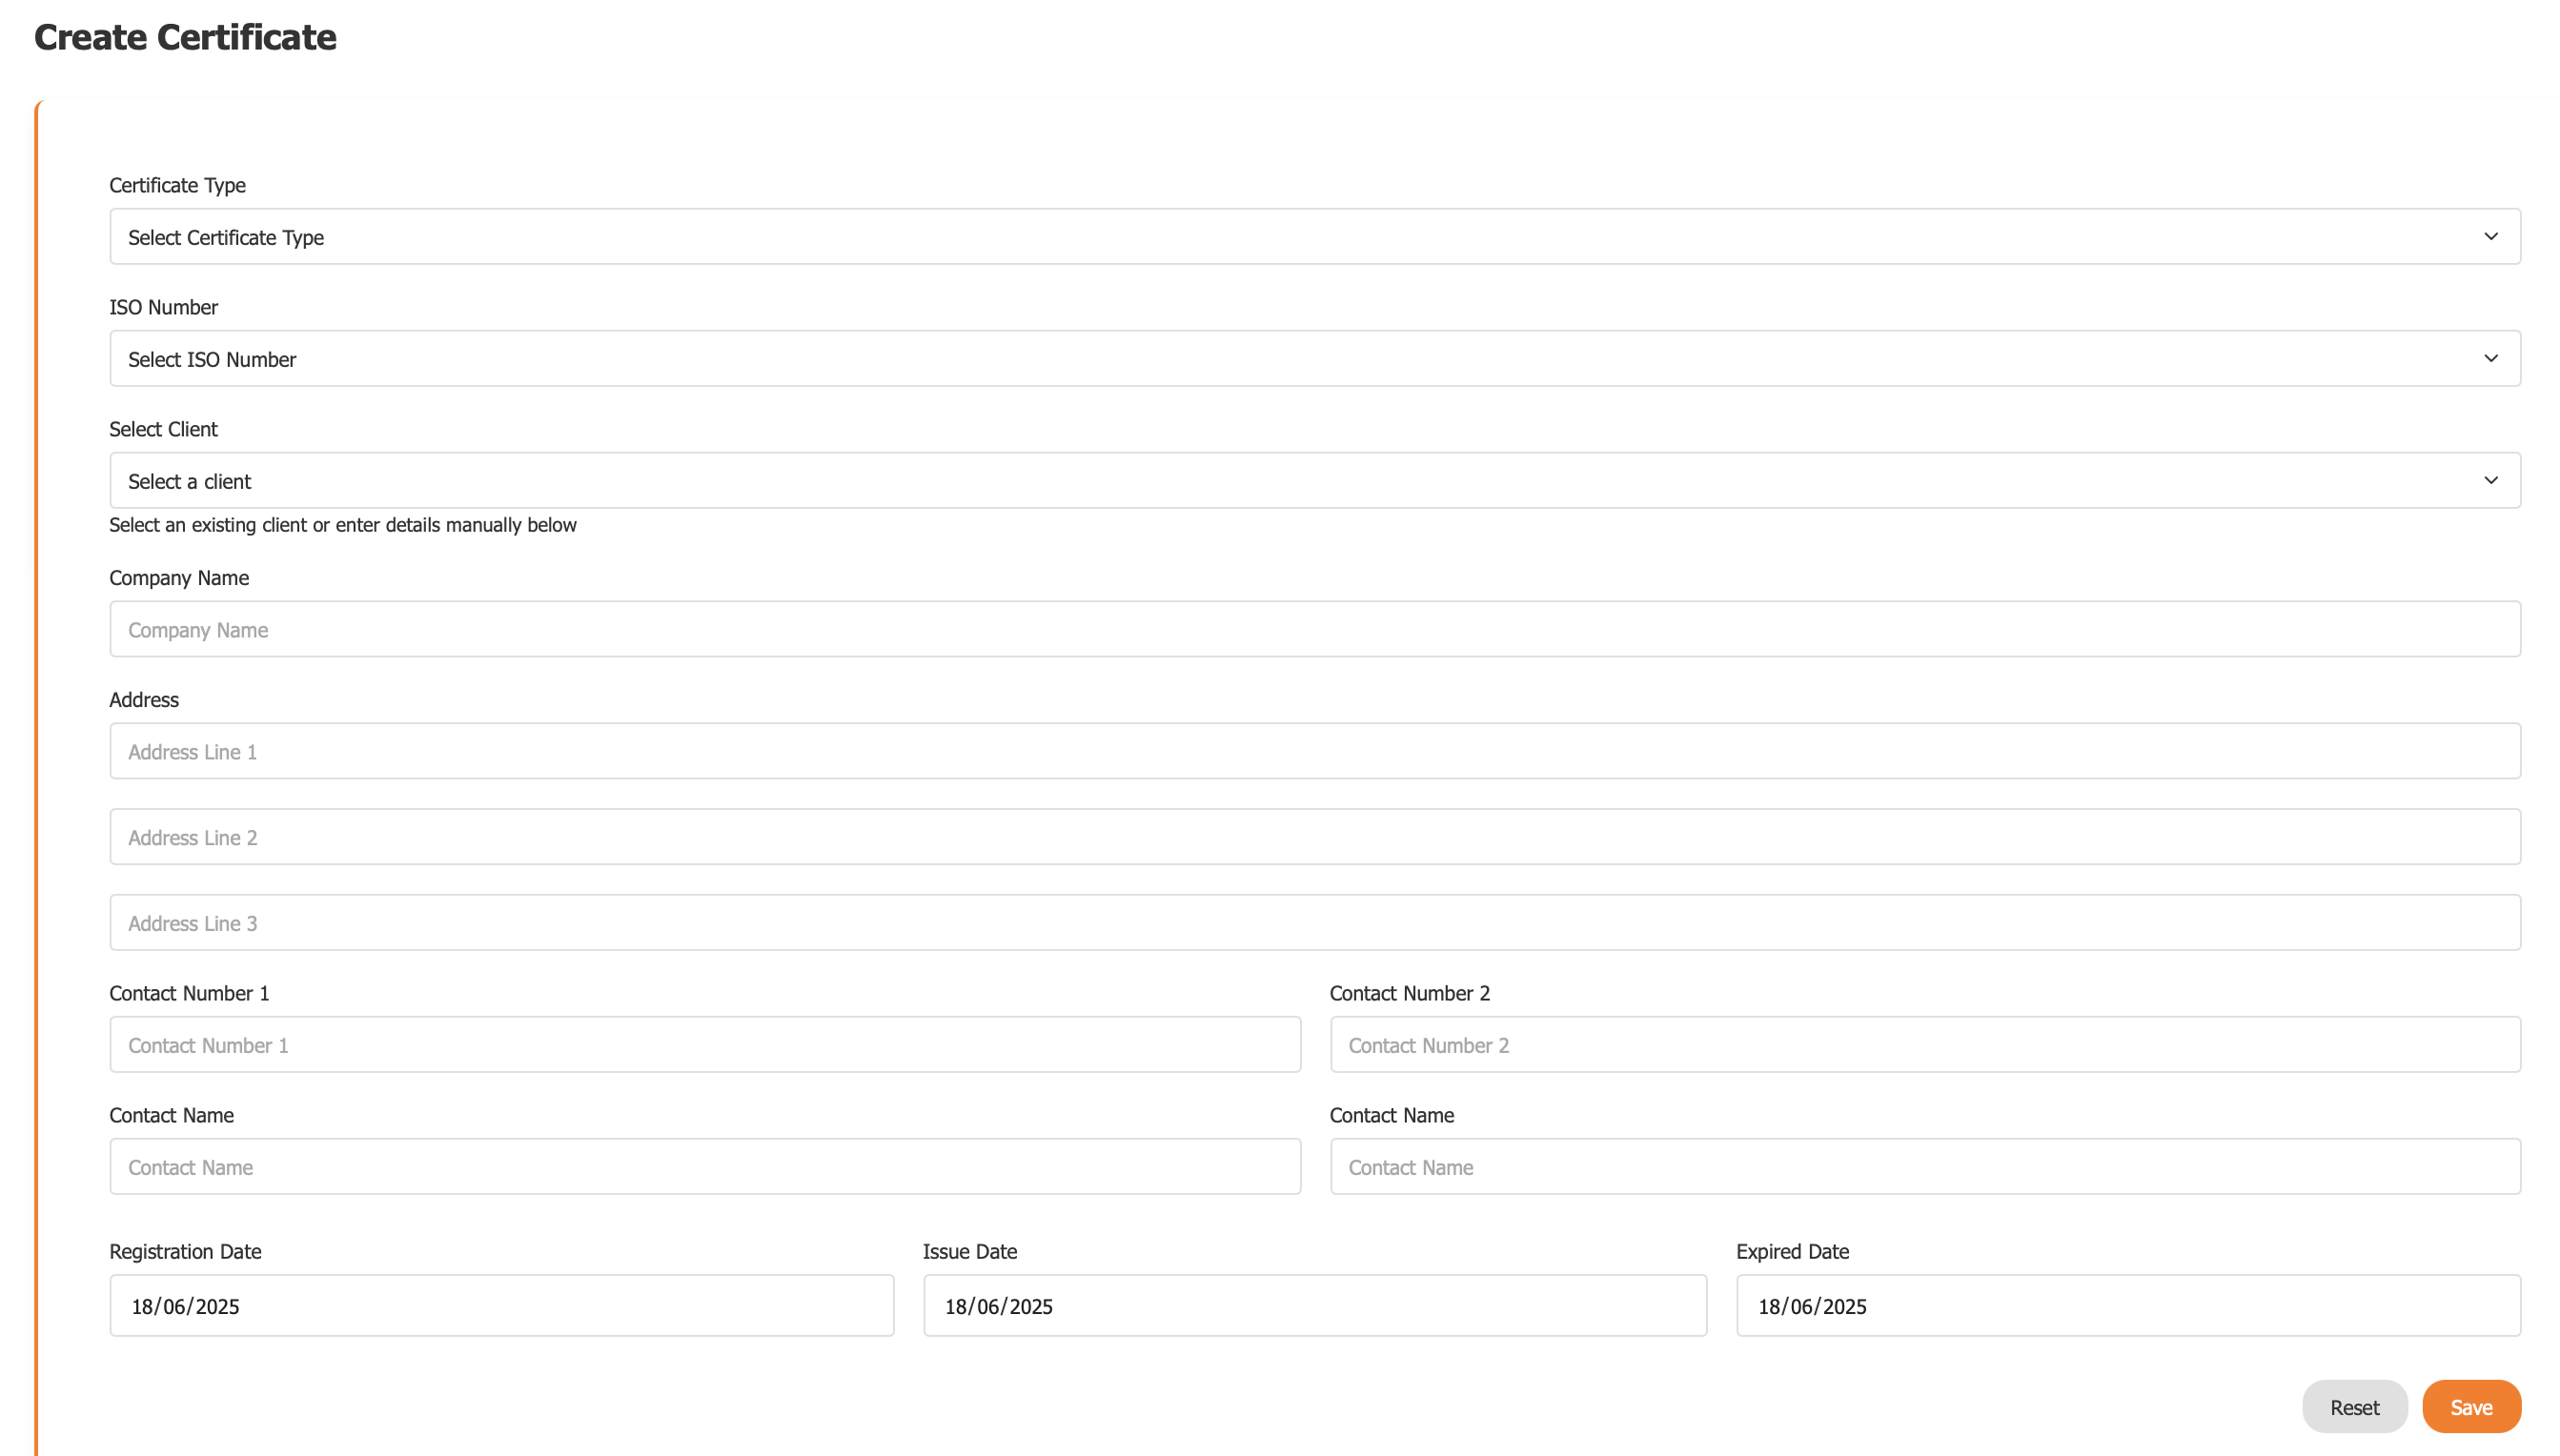 Create Certificate
Certificate Type
Select Certificate Type
ISO Number
Select ISO Number
Select Client
Select a client
Select an existing client or enter details manually below
Company Name
Company Name
Address
Address Line 1
Address Line 2
Address Line 3
Contact Number 1 Contact Number 2
Contact Number 1 Contact Number 2
Contact Name Contact Name
Contact Name Contact Name
Registration Date Issue Date Expired Date
18/06/2025 18/06/2025 18/06/2025
Reset Save